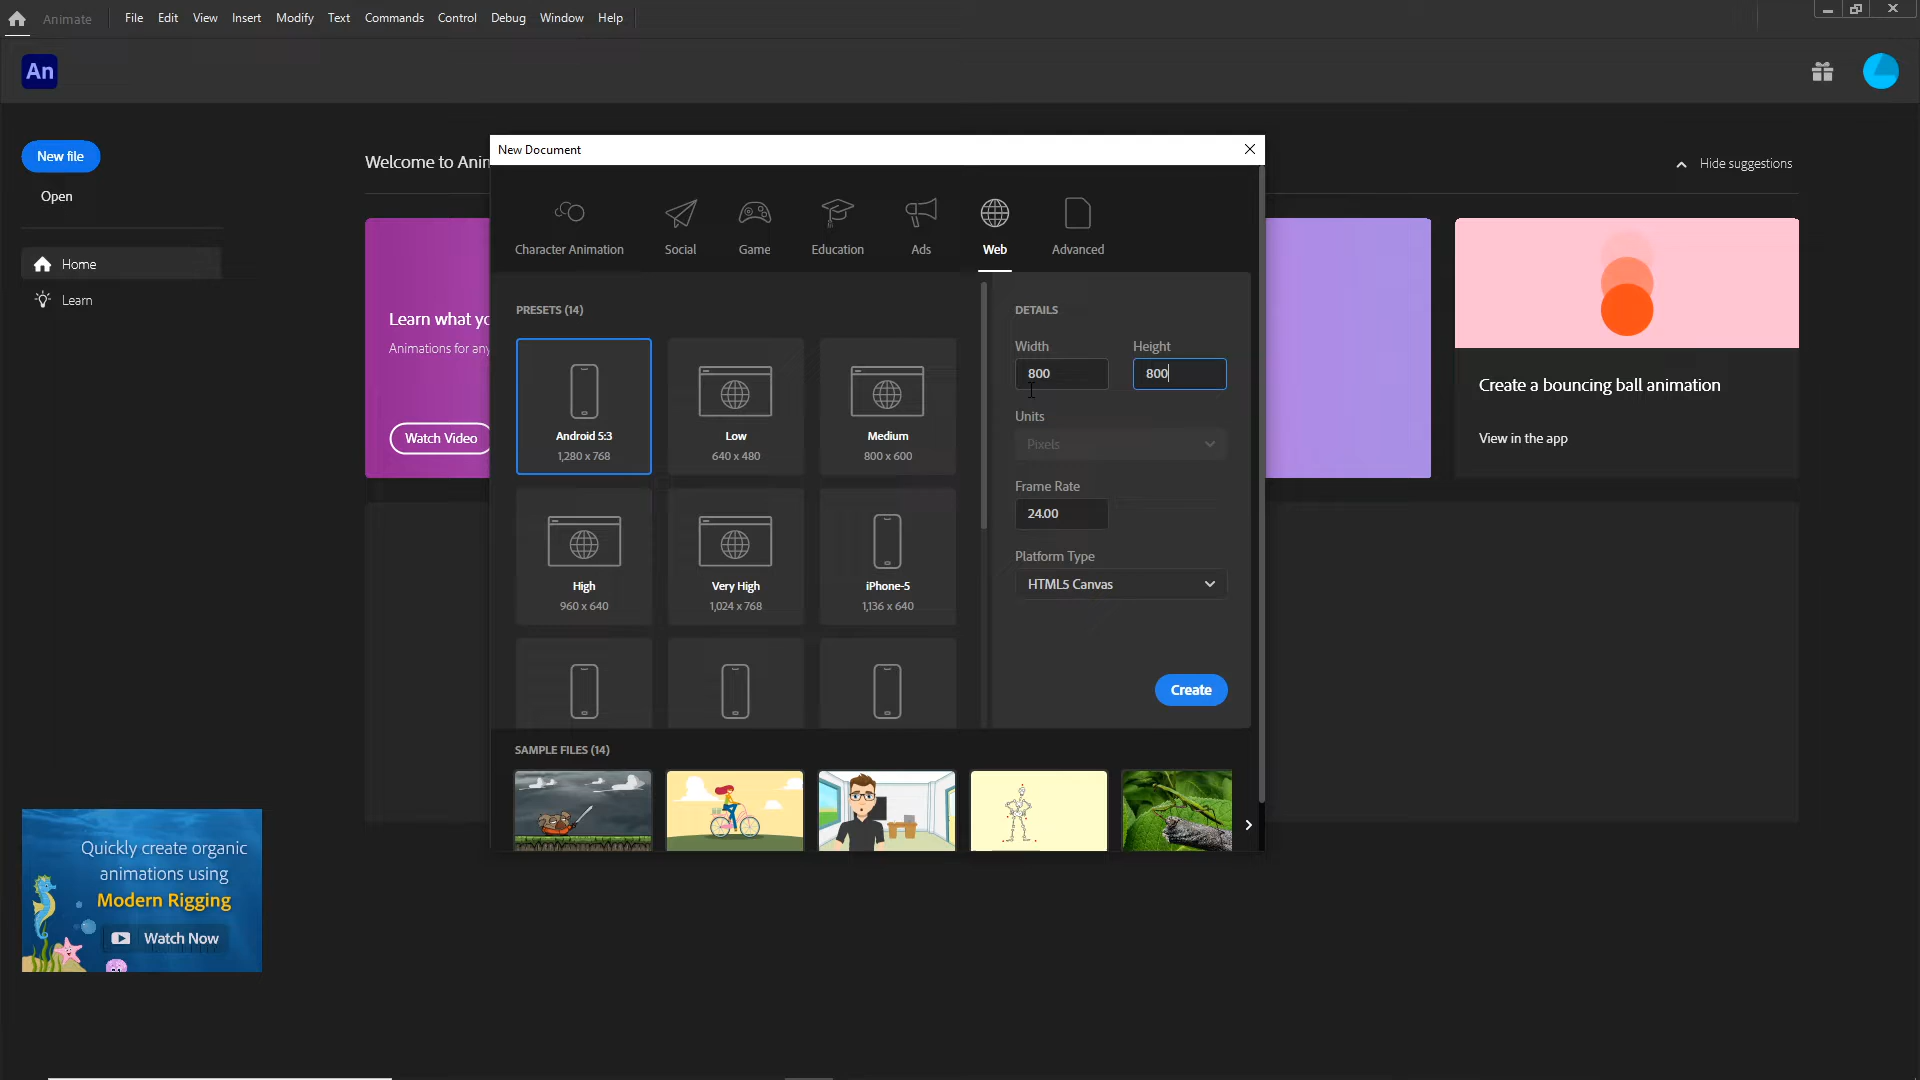 Animate File Edit View Insert Modify Text Commands Control Debug Window Help
An
New file
Open
Home
Learn
Welcome to Anim
Hide suggestions
Learn what yo
Animations for any
Watch Video
Create a bouncing ball animation
View in the app
New Document
Character Animation Social Game Education Ads Web Advanced
PRESETS (14)
Android 5:3
1,280 x 768
Low
640 x 480
Medium
800 x 600
High
960 x 640
Very High
1,024 x 768
iPhone-5
1,136 x 640
DETAILS
Width Height
800 800
Units
Pixels
Frame Rate
24.00
Platform Type
HTML5 Canvas
Create
SAMPLE FILES (14)
Quickly create organic
animations using
Modern Rigging
Watch Now